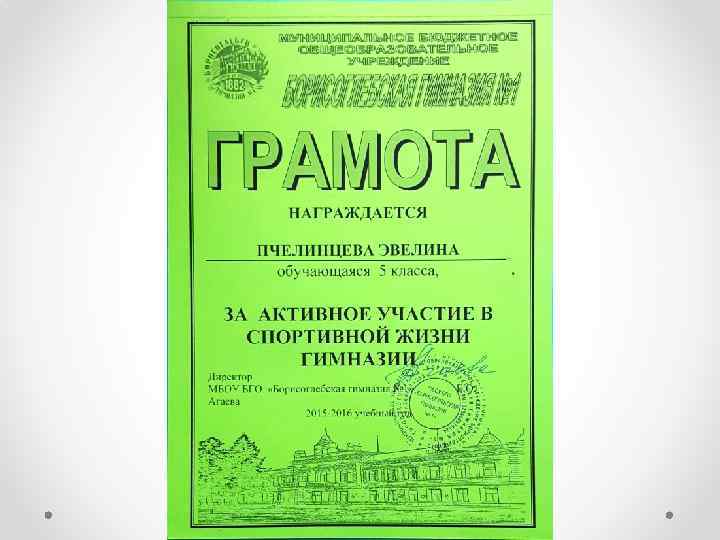 МУНИЦИПАЛЬНОЕ БЮДЖЕТНОЕ
ОБЩЕОБРАЗОВАТЕЛЬНОЕ
УЧРЕЖДЕНИЕ
БОРИСОГЛЕБСКАЯ ГИМНАЗИЯ №1
1882
ГРАМОТА
НАГРАЖДАЕТСЯ
ПЧЕЛИНЦЕВА ЭВЕЛИНА
обучающаяся 5 класса,
ЗА АКТИВНОЕ УЧАСТИЕ В
СПОРТИВНОЙ ЖИЗНИ
ГИМНАЗИИ
Директор
МБОУ БГО «Борисоглебская гимназия
Агаева
2015-2016 учебный год